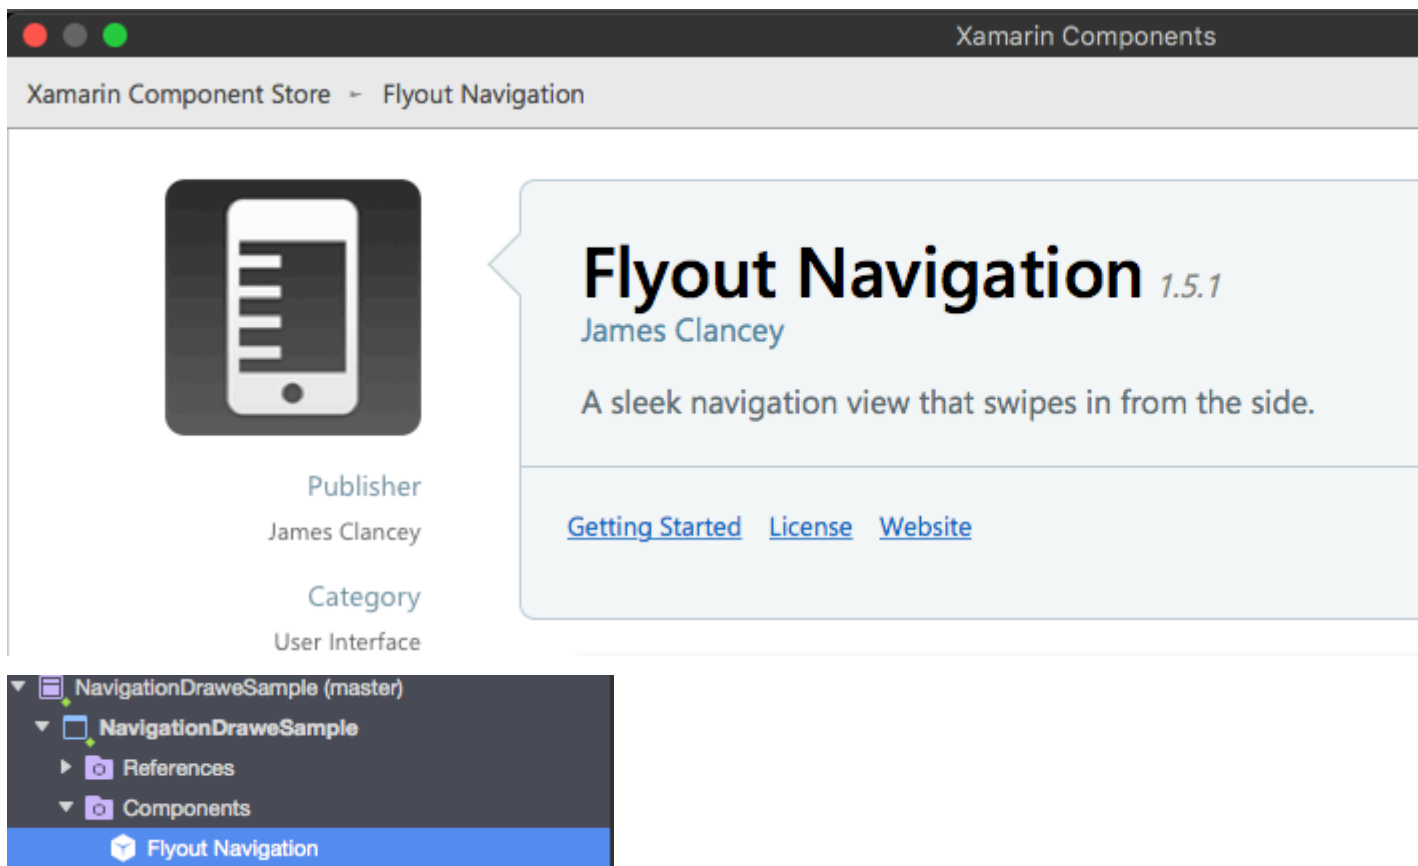 Xamarin Components
Xamarin Component Store - Flyout Navigation
Flyout Navigation 1.5.1
James Clancey
A sleek navigation view that swipes in from the side.
Publisher
James Clancey
Getting Started License Website
Category
User Interface
NavigationDraweSample (master)
NavigationDraweSample
References
Components
Flyout Navigation